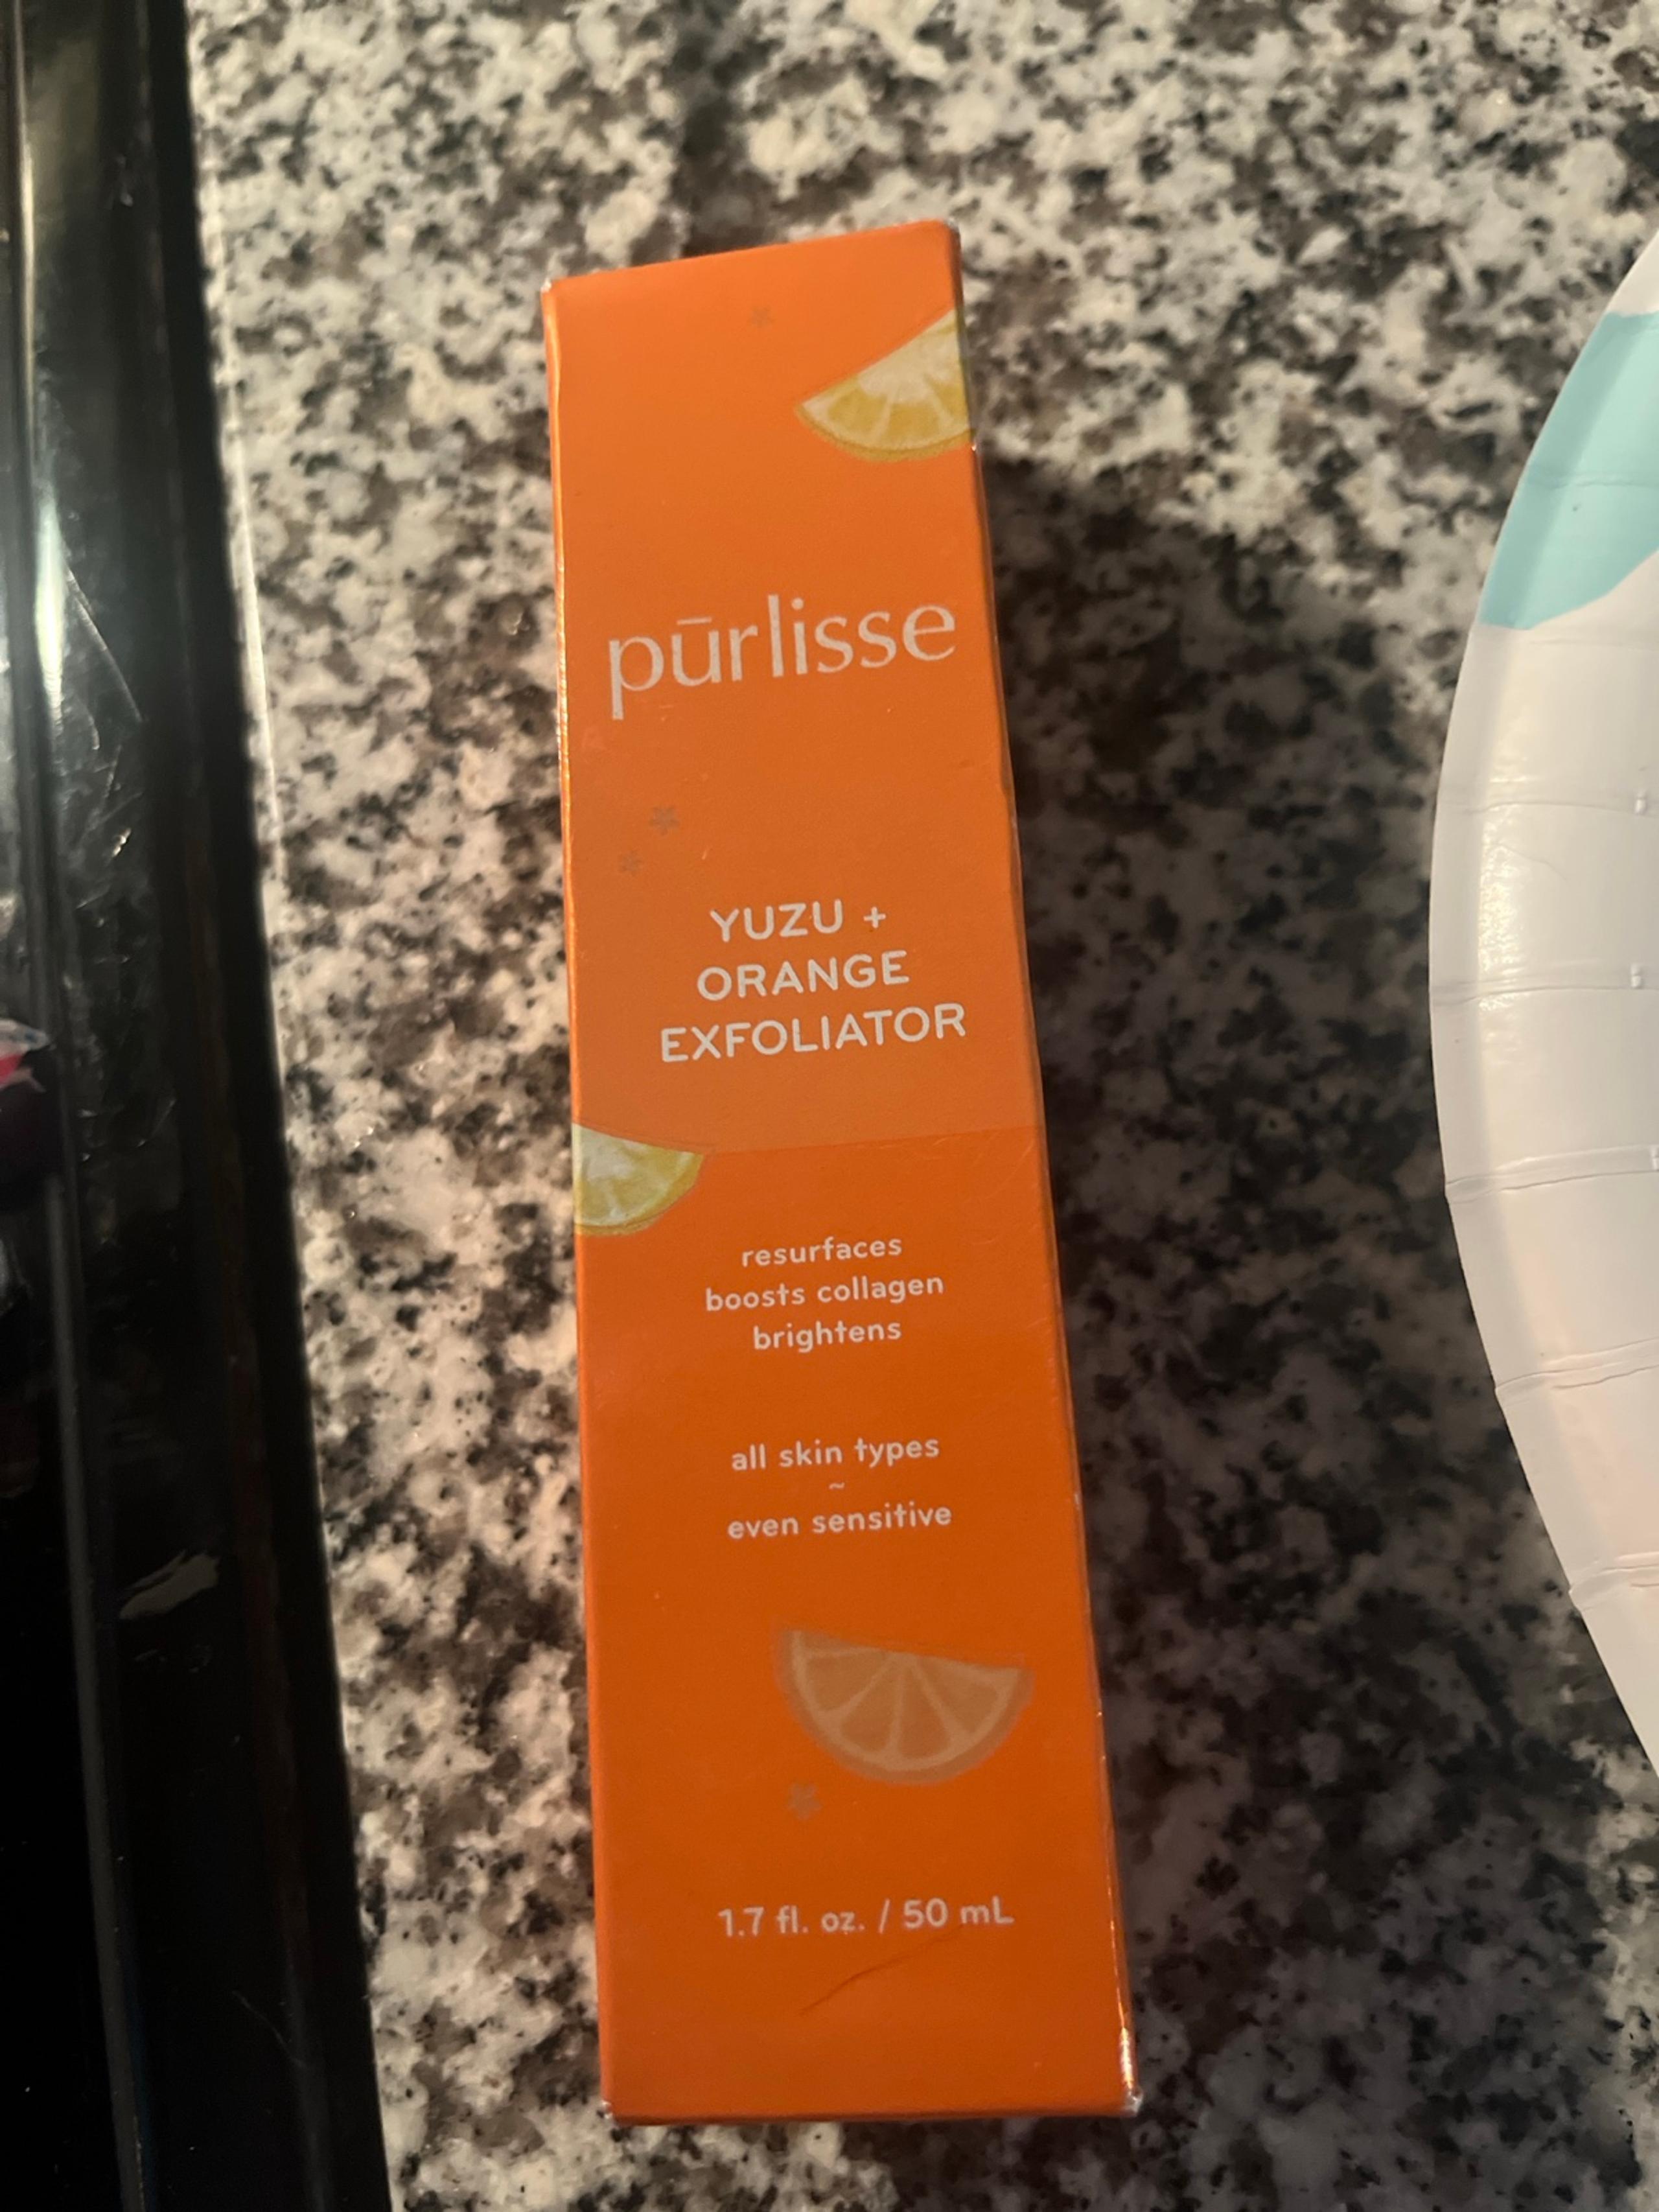 pūrlisse
YUZU +
ORANGE
EXFOLIATOR
resurfaces
boosts collagen
brightens
all skin types
~
even sensitive
1.7 fl. oz. / 50 mL